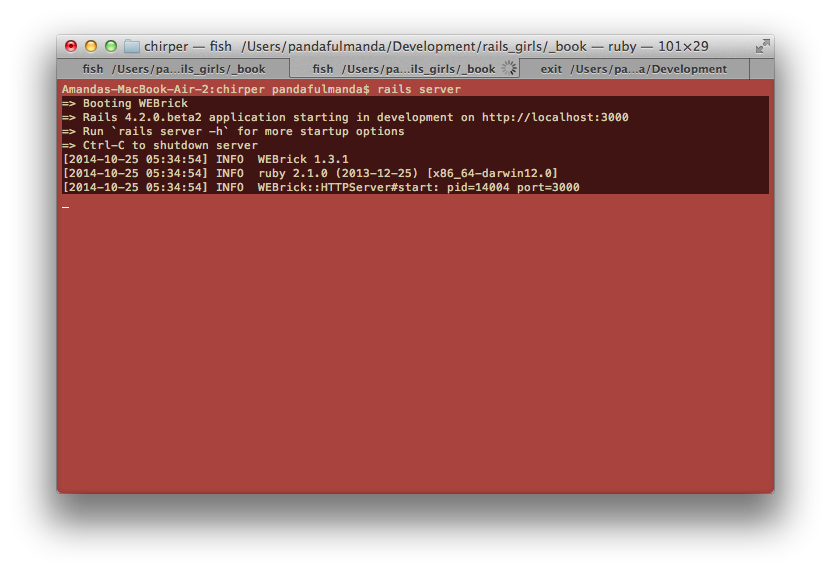 chirper — fish /Users/pandafulmanda/Development/rails_girls/_book — ruby — 101×29
fish /Users/pa...ils_girls/_book fish /Users/pa...ils_girls/_book exit /Users/pa...a/Development
Amandas-MacBook-Air-2:chirper pandafulmanda$ rails server
=> Booting WEBrick
=> Rails 4.2.0.beta2 application starting in development on http://localhost:3000
=> Run `rails server -h` for more startup options
=> Ctrl-C to shutdown server
[2014-10-25 05:34:54] INFO  WEBrick 1.3.1
[2014-10-25 05:34:54] INFO  ruby 2.1.0 (2013-12-25) [x86_64-darwin12.0]
[2014-10-25 05:34:54] INFO  WEBrick::HTTPServer#start: pid=14004 port=3000